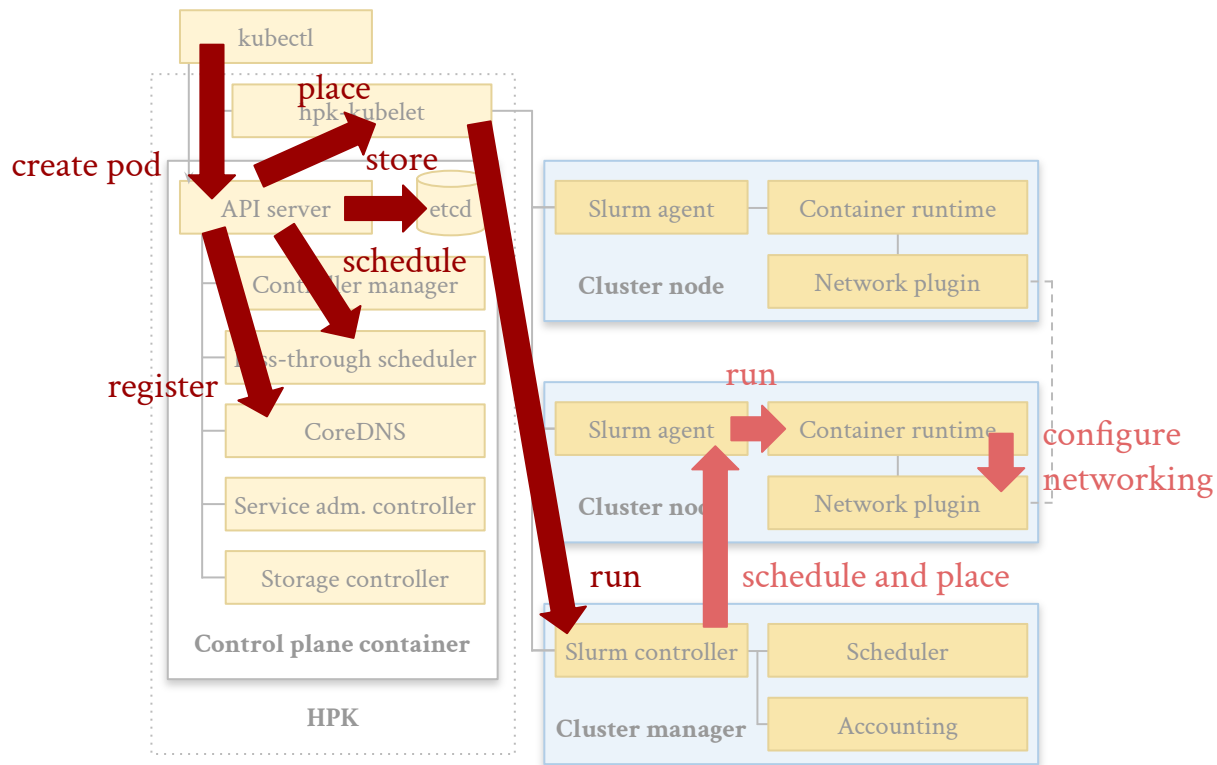 kubectl
place
hpk-kubelet
create pod
store
API server
etcd
schedule
Controller manager
Pass-through scheduler
register
CoreDNS
Service adm. controller
Storage controller
Control plane container
HPK
Slurm agent
Container runtime
Network plugin
Cluster node
run
Slurm agent
Container runtime
configure
networking
Network plugin
Cluster node
run
schedule and place
Slurm controller
Scheduler
Accounting
Cluster manager